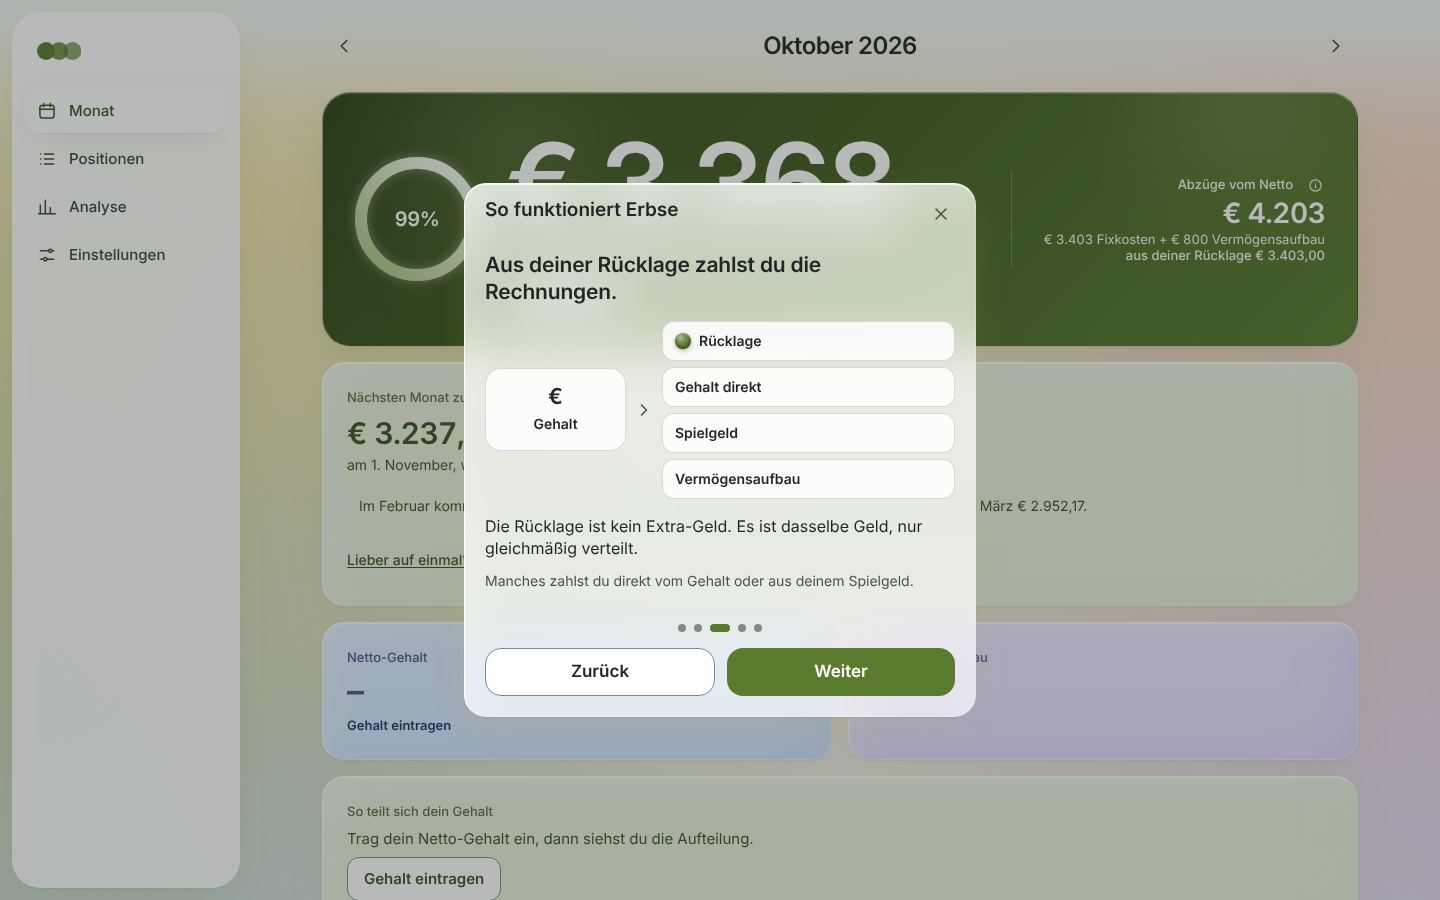 Oktober 2026
Monat
Positionen
Analyse
Einstellungen
99%
€ 3.368
Abzüge vom Netto
€ 4.203
€ 3.403 Fixkosten + € 800 Vermögensaufbau
aus deiner Rücklage € 3.403,00
So funktioniert Erbse
Aus deiner Rücklage zahlst du die
Rechnungen.
€
Gehalt
Rücklage
Gehalt direkt
Spielgeld
Vermögensaufbau
Die Rücklage ist kein Extra-Geld. Es ist dasselbe Geld, nur
gleichmäßig verteilt.
Manches zahlst du direkt vom Gehalt oder aus deinem Spielgeld.
Zurück
Weiter
Nächsten Monat
€ 3.237,
am 1. November,
Im Februar
März € 2.952,17.
Lieber auf einmal
Netto-Gehalt
–
Gehalt eintragen
So teilt sich dein Gehalt
Trag dein Netto-Gehalt ein, dann siehst du die Aufteilung.
Gehalt eintragen